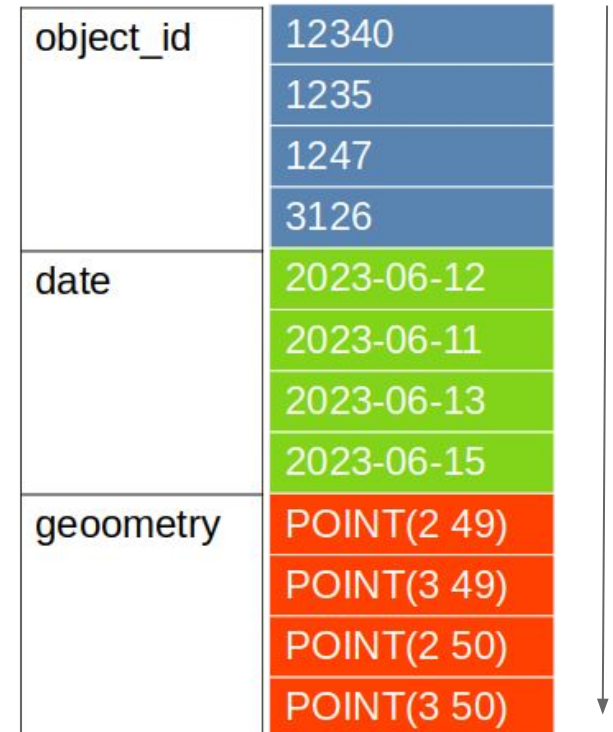 object_id
12340
1235
1247
3126
date
2023-06-12
2023-06-11
2023-06-13
2023-06-15
geoometry
POINT(2 49)
POINT(3 49)
POINT(2 50)
POINT(3 50)